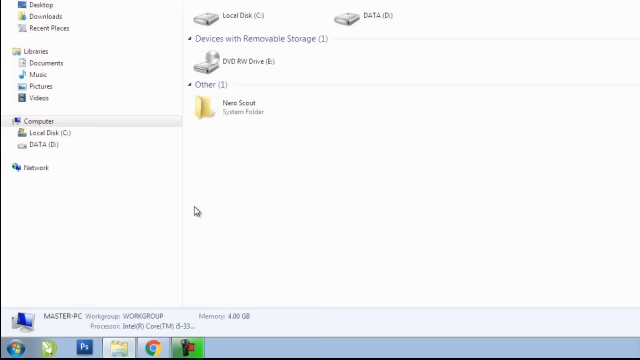 Desktop
Downloads
Recent Places
Libraries
Documents
Music
Pictures
Videos
Computer
Local Disk (C:)
DATA (D:)
Network
Local Disk (C:)
DATA (D:)
Devices with Removable Storage (1)
DVD RW Drive (E:)
Other (1)
Nero Scout
System Folder
MASTER-PC Workgroup: WORKGROUP Memory: 4.00 GB
Processor: Intel(R) Core(TM) i5-33...
Ps